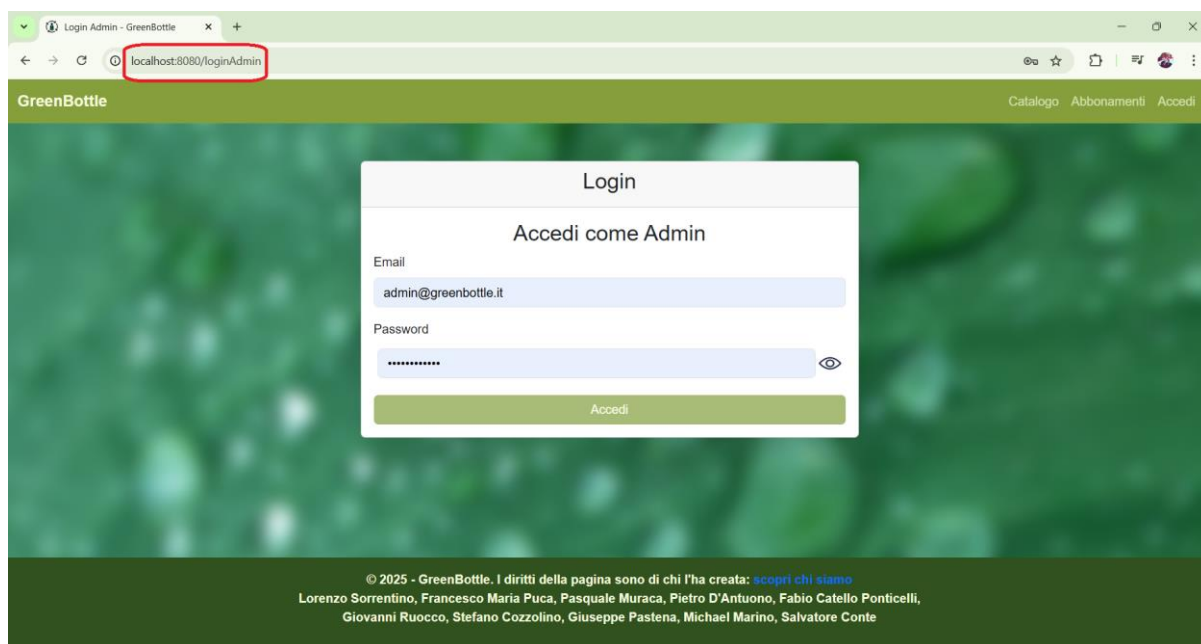 Login Admin - GreenBottle
localhost:8080/loginAdmin
GreenBottle
Catalogo Abbonamenti Accedi
Login
Accedi come Admin
Email
admin@greenbottle.it
Password
••••••••••••
Accedi
© 2025 - GreenBottle. I diritti della pagina sono di chi l'ha creata: scopri chi siamo
Lorenzo Sorrentino, Francesco Maria Puca, Pasquale Muraca, Pietro D'Antuono, Fabio Catello Ponticelli,
Giovanni Ruocco, Stefano Cozzolino, Giuseppe Pastena, Michael Marino, Salvatore Conte